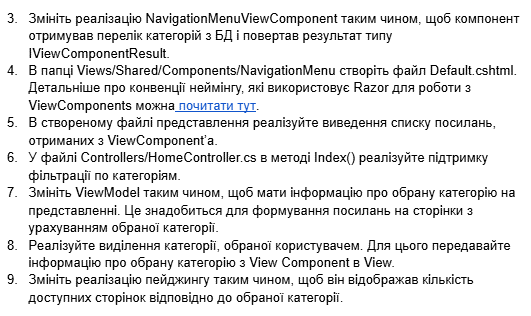 3. Змініть реалізацію NavigationMenuViewComponent таким чином, щоб компонент
отримував перелік категорій з БД і повертав результат типу
IViewComponentResult.
4. В папці Views/Shared/Components/NavigationMenu створіть файл Default.cshtml.
Детальніше про конвенції неймінгу, які використовує Razor для роботи з
ViewComponents можна почитати тут.
5. В створеному файлі представлення реалізуйте виведення списку посилань,
отриманих з ViewComponent’а.
6. У файлі Controllers/HomeController.cs в методі Index() реалізуйте підтримку
фільтрації по категоріям.
7. Змініть ViewModel таким чином, щоб мати інформацію про обрану категорію на
представленні. Це знадобиться для формування посилань на сторінки з
урахуванням обраної категорії.
8. Реалізуйте виділення категорії, обраної користувачем. Для цього передавайте
інформацію про обрану категорію з View Component в View.
9. Змініть реалізацію пейджингу таким чином, щоб він відображав кількість
доступних сторінок відповідно до обраної категорії.